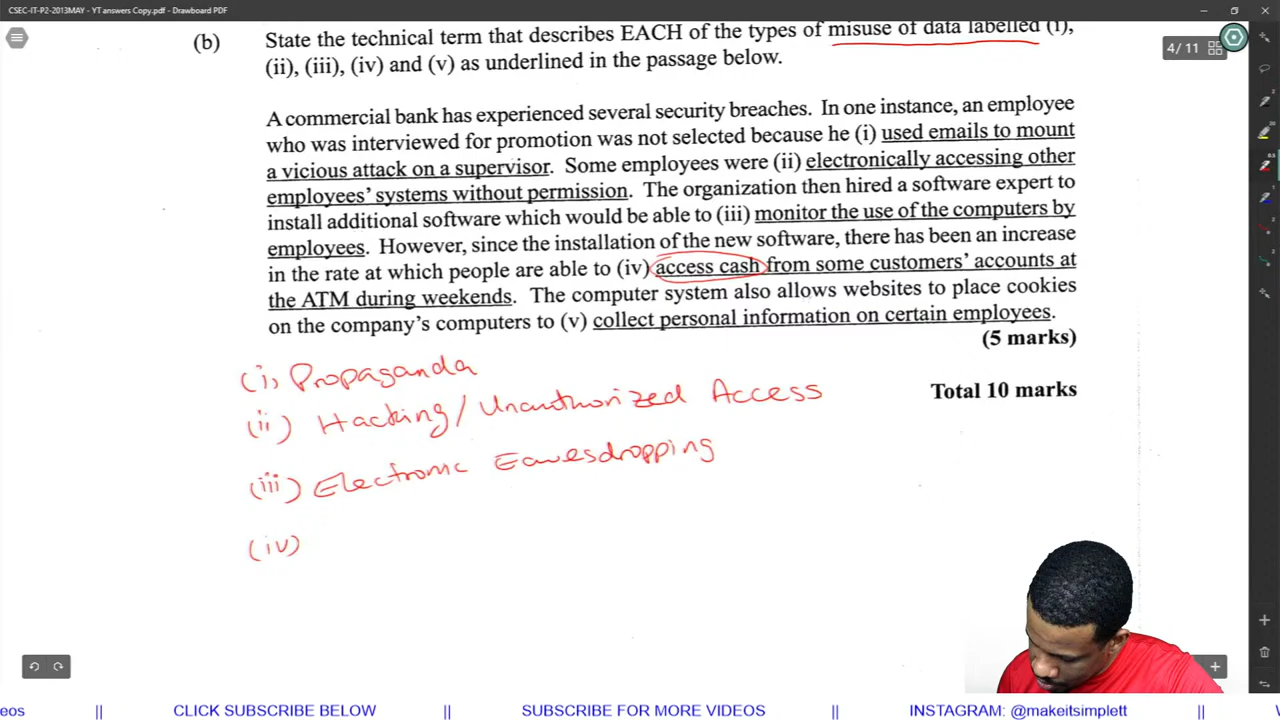 CSEC-IT-P2-2013MAY - YT answers Copy.pdf - Drawboard PDF
4 / 11
(b) State the technical term that describes EACH of the types of misuse of data labelled (i),
(ii), (iii), (iv) and (v) as underlined in the passage below.
A commercial bank has experienced several security breaches. In one instance, an employee
who was interviewed for promotion was not selected because he (i) used emails to mount
a vicious attack on a supervisor. Some employees were (ii) electronically accessing other
employees' systems without permission. The organization then hired a software expert to
install additional software which would be able to (iii) monitor the use of the computers by
employees. However, since the installation of the new software, there has been an increase
in the rate at which people are able to (iv) access cash from some customers' accounts at
the ATM during weekends. The computer system also allows websites to place cookies
on the company's computers to (v) collect personal information on certain employees.
(5 marks)
Total 10 marks
(i) Propaganda
(ii) Hacking/Unauthorized Access
(iii) Electronic Eavesdropping
(iv)
eos || CLICK SUBSCRIBE BELOW || SUBSCRIBE FOR MORE VIDEOS || INSTAGRAM: @makeitsimplett ||